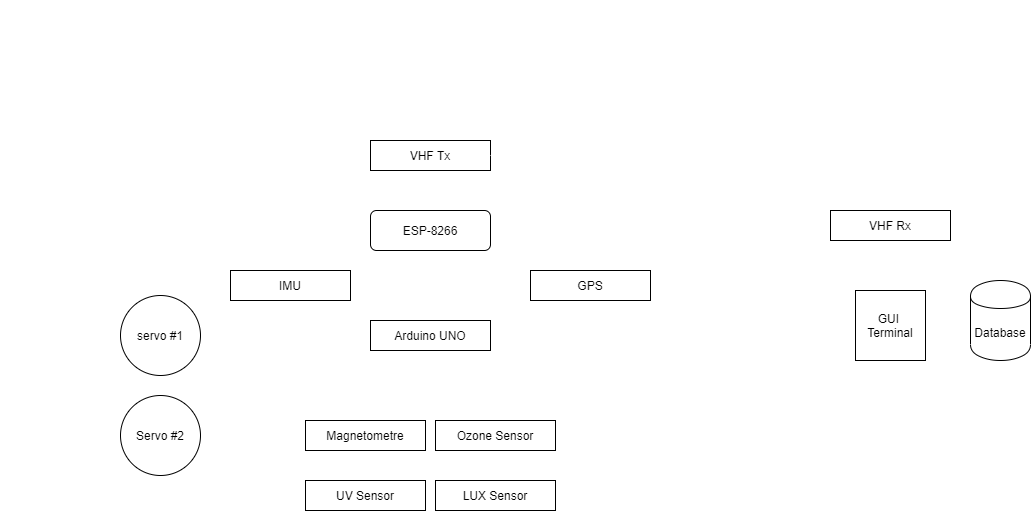 VHF Tx
ESP-8266
VHF Rx
IMU
GPS
servo #1
Arduino UNO
GUI
Terminal
Database
Servo #2
Magnetometre
Ozone Sensor
UV Sensor
LUX Sensor